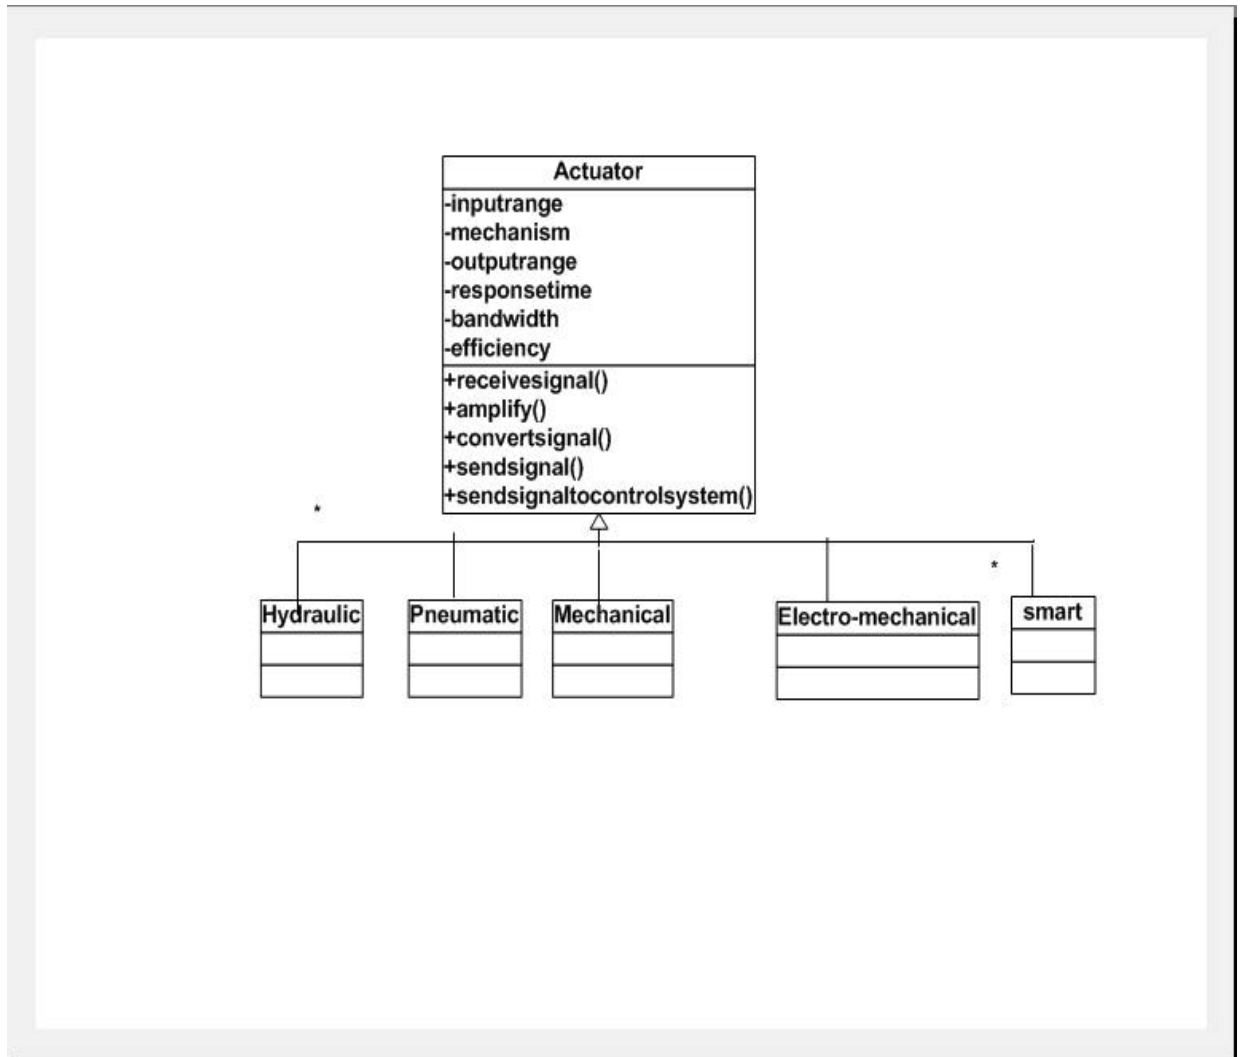 Actuator
-inputrange
-mechanism
-outputrange
-responsetime
-bandwidth
-efficiency
+receivesignal()
+amplify()
+convertsignal()
+sendsignal()
+sendsignaltocontrolsystem()
*
*
Hydraulic
Pneumatic
Mechanical
Electro-mechanical
smart